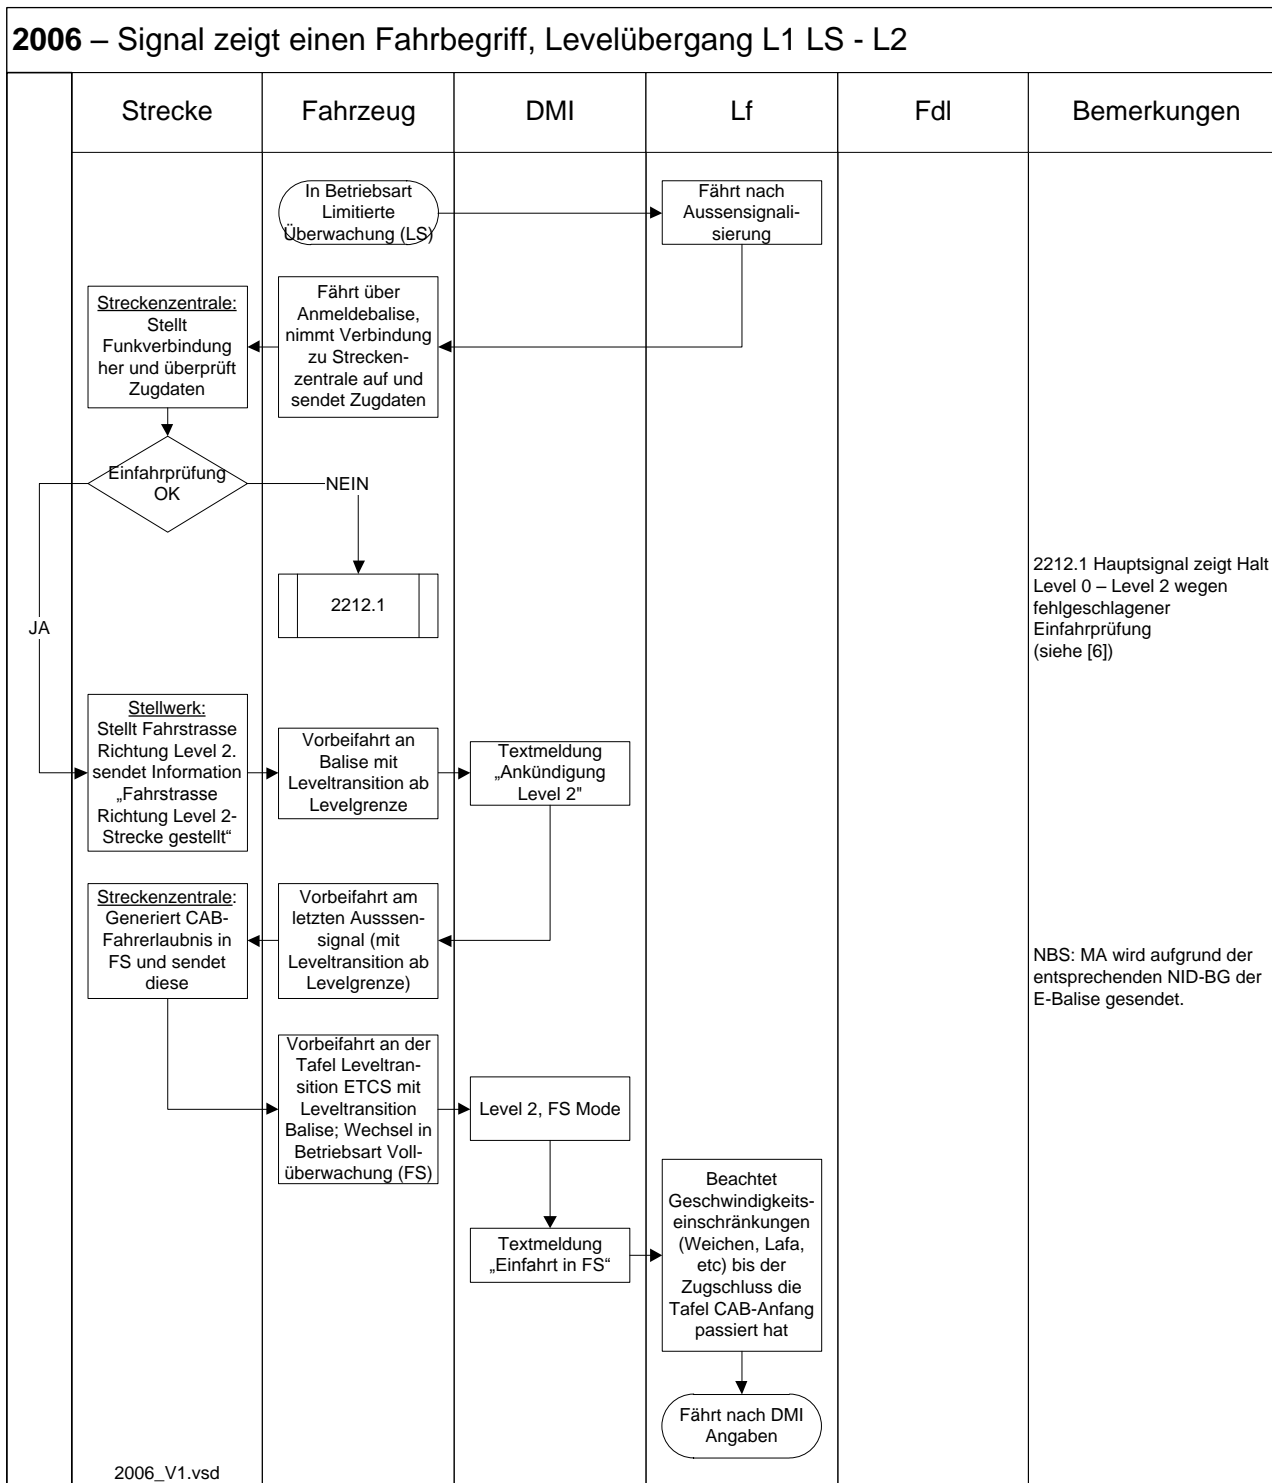 2006 – Signal zeigt einen Fahrbegriff, Levelübergang L1 LS - L2
Strecke
Fahrzeug
DMI
Lf
Fdl
Bemerkungen
In Betriebsart
Limitierte
Überwachung (LS)
Fährt nach
Aussensignali-
sierung
Streckenzentrale:
Stellt
Funkverbindung
her und überprüft
Zugdaten
Fährt über
Anmeldebalise,
nimmt Verbindung
zu Strecken-
zentrale auf und
sendet Zugdaten
Einfahrprüfung
OK
NEIN
JA
2212.1
2212.1 Hauptsignal zeigt Halt
Level 0 – Level 2 wegen
fehlgeschlagener
Einfahrprüfung
(siehe [6])
Stellwerk:
Stellt Fahrstrasse
Richtung Level 2.
sendet Information
„Fahrstrasse
Richtung Level 2-
Strecke gestellt“
Vorbeifahrt an
Balise mit
Leveltransition ab
Levelgrenze
Textmeldung
„Ankündigung
Level 2"
Streckenzentrale:
Generiert CAB-
Fahrerlaubnis in
FS und sendet
diese
Vorbeifahrt am
letzten Ausssen-
signal (mit
Leveltransition ab
Levelgrenze)
NBS: MA wird aufgrund der
entsprechenden NID-BG der
E-Balise gesendet.
Vorbeifahrt an der
Tafel Leveltran-
sition ETCS mit
Leveltransition
Balise; Wechsel in
Betriebsart Voll-
überwachung (FS)
Level 2, FS Mode
Textmeldung
„Einfahrt in FS“
Beachtet
Geschwindigkeits-
einschränkungen
(Weichen, Lafa,
etc) bis der
Zugschluss die
Tafel CAB-Anfang
passiert hat
Fährt nach DMI
Angaben
2006_V1.vsd